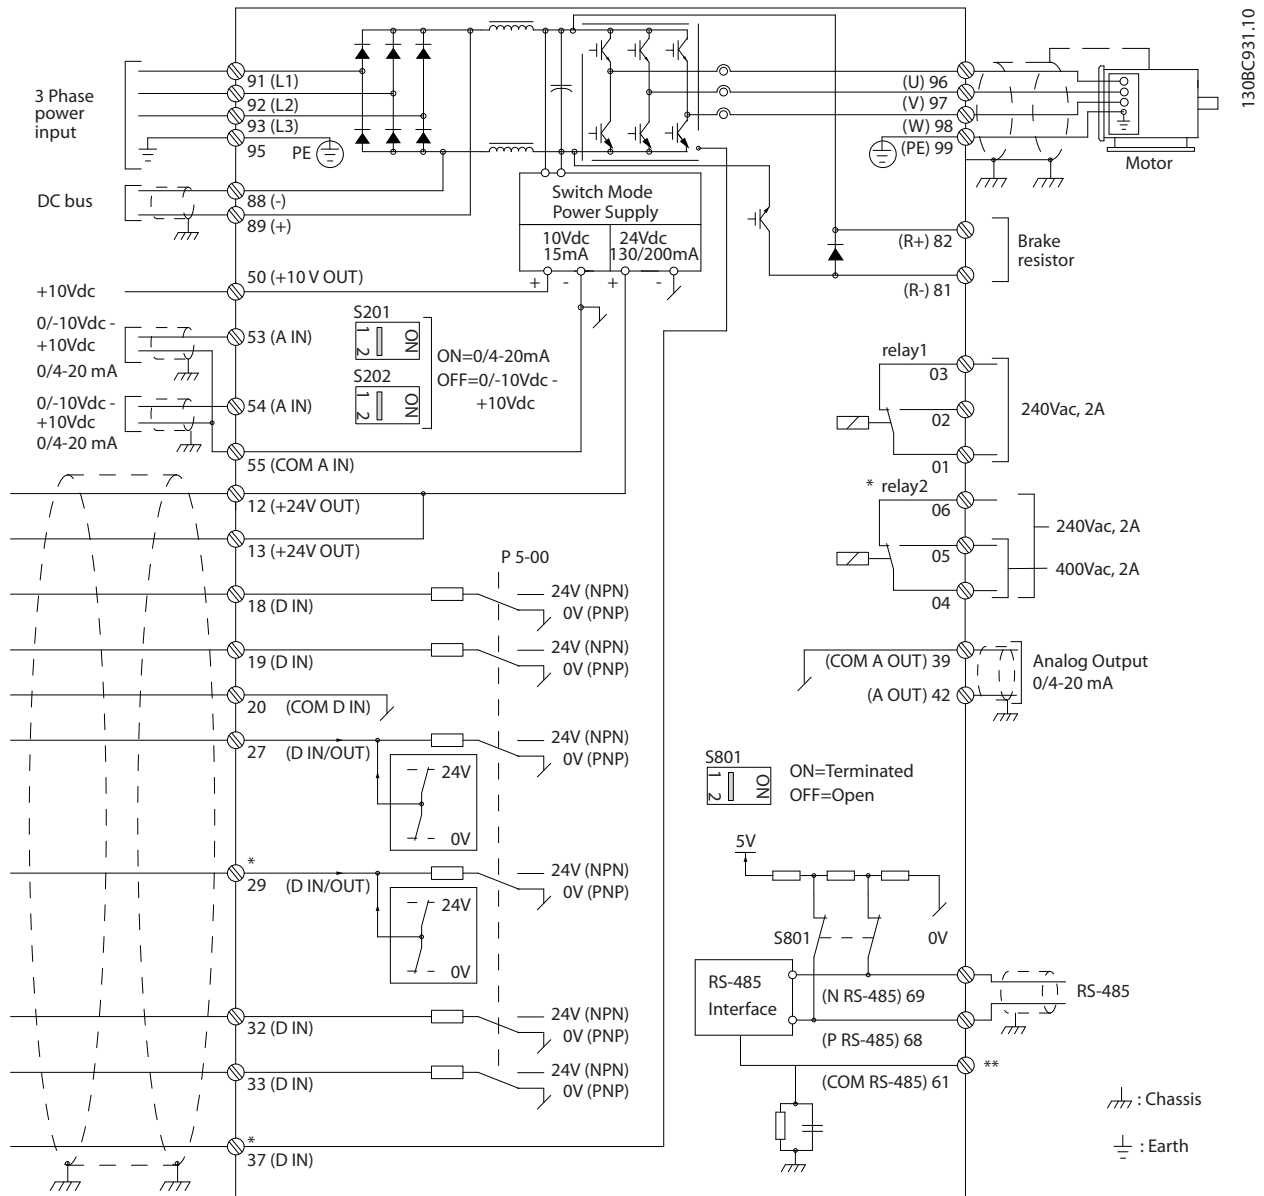 130BC931.10
3 Phase
power
input
91 (L1)
92 (L2)
93 (L3)
95
PE
DC bus
88 (-)
89 (+)
Switch Mode
Power Supply
10Vdc
15mA
24Vdc
130/200mA
+
-
+
-
(U) 96
(V) 97
(W) 98
(PE) 99
Motor
(R+) 82
Brake
resistor
(R-) 81
+10Vdc
50 (+10 V OUT)
0/-10Vdc -
+10Vdc
0/4-20 mA
53 (A IN)
S201
1
2
ON
S202
1
2
ON
ON=0/4-20mA
OFF=0/-10Vdc -
+10Vdc
0/-10Vdc -
+10Vdc
0/4-20 mA
54 (A IN)
55 (COM A IN)
12 (+24V OUT)
13 (+24V OUT)
relay1
03
02
01
240Vac, 2A
* relay2
06
05
04
240Vac, 2A
400Vac, 2A
P 5-00
18 (D IN)
24V (NPN)
0V (PNP)
19 (D IN)
24V (NPN)
0V (PNP)
20 (COM D IN)
27 (D IN/OUT)
24V (NPN)
0V (PNP)
24V
0V
*
29 (D IN/OUT)
24V (NPN)
0V (PNP)
24V
0V
32 (D IN)
24V (NPN)
0V (PNP)
33 (D IN)
24V (NPN)
0V (PNP)
*
37 (D IN)
(COM A OUT) 39
(A OUT) 42
Analog Output
0/4-20 mA
S801
1
2
ON
ON=Terminated
OFF=Open
5V
S801
0V
RS-485
Interface
(N RS-485) 69
(P RS-485) 68
RS-485
(COM RS-485) 61
**
: Chassis
: Earth